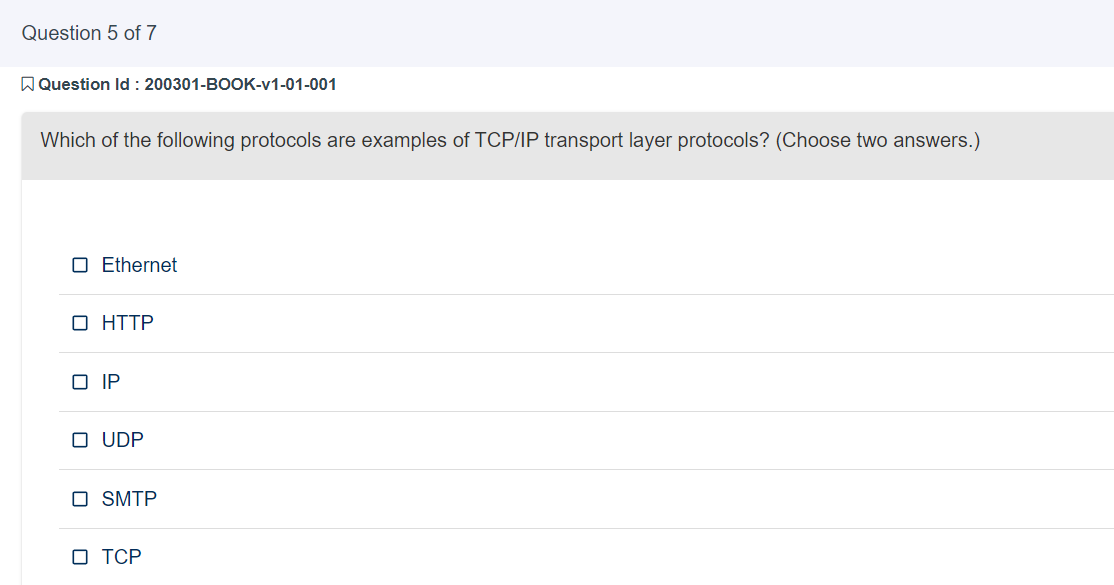 Question 5 of 7
Question Id : 200301-BOOK-v1-01-001
Which of the following protocols are examples of TCP/IP transport layer protocols? (Choose two answers.)
Ethernet
HTTP
IP
UDP
SMTP
TCP